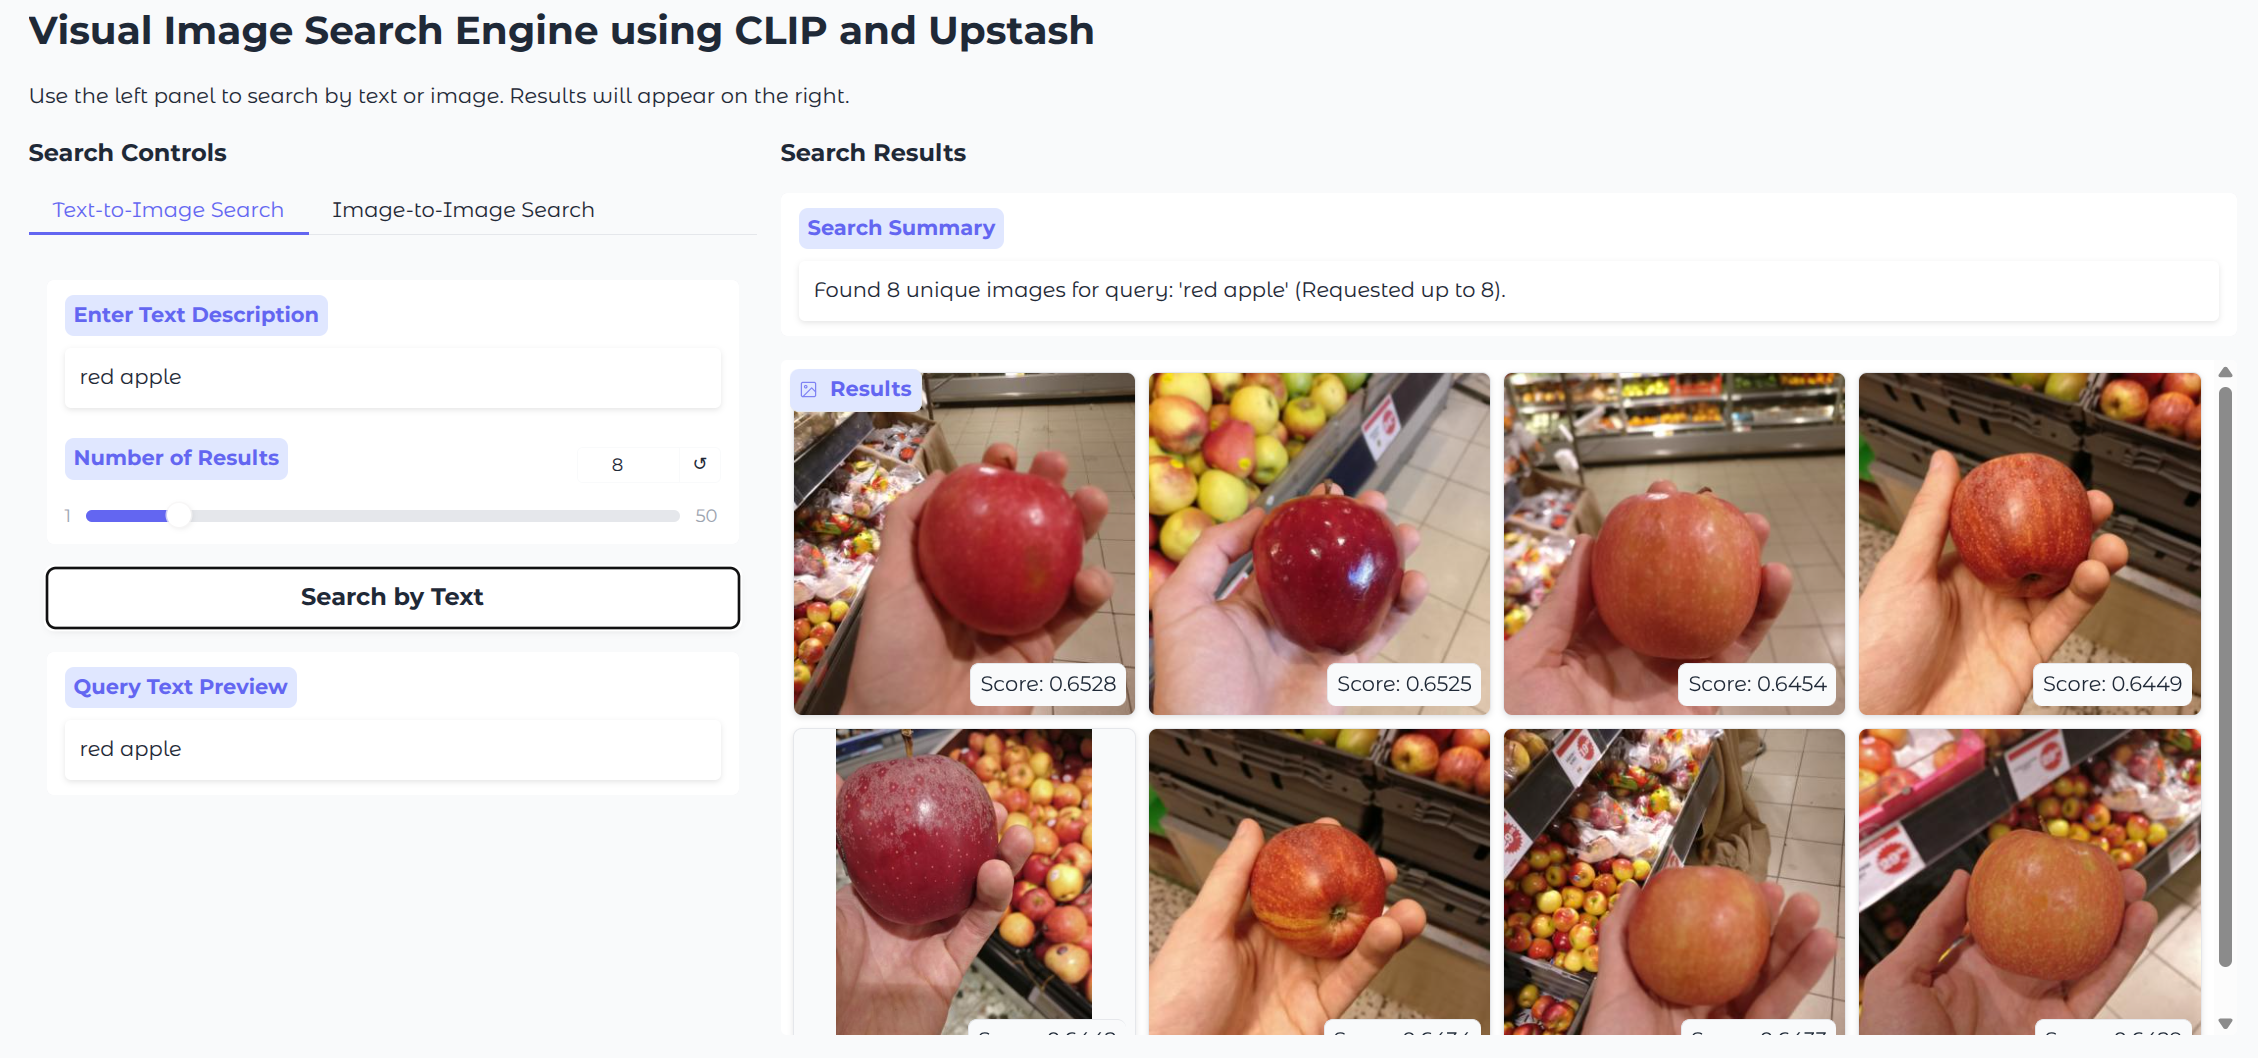 Visual Image Search Engine using CLIP and Upstash
Use the left panel to search by text or image. Results will appear on the right.
Search Controls
Text-to-Image Search
Image-to-Image Search
Enter Text Description
red apple
Number of Results
8
↺
1
50
Search by Text
Query Text Preview
red apple
Search Results
Search Summary
Found 8 unique images for query: 'red apple' (Requested up to 8).
Results
Score: 0.6528
Score: 0.6525
Score: 0.6454
Score: 0.6449